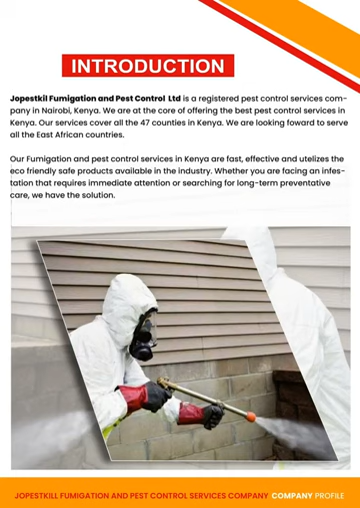 INTRODUCTION
Jopestkil Fumigation and Pest Control Ltd is a registered pest control services com-
pany in Nairobi, Kenya. We are at the core of offering the best pest control services in
Kenya. Our services cover all the 47 counties in Kenya. We are looking foward to serve
all the East African countries.
Our Fumigation and pest control services in Kenya are fast, effective and utelizes the
eco friendly safe products available in the industry. Whether you are facing an infes-
tation that requires immediate attention or searching for long-term preventative
care, we have the solution.
JOPESTKILL FUMIGATION AND PEST CONTROL SERVICES COMPANY COMPANY PROFILE